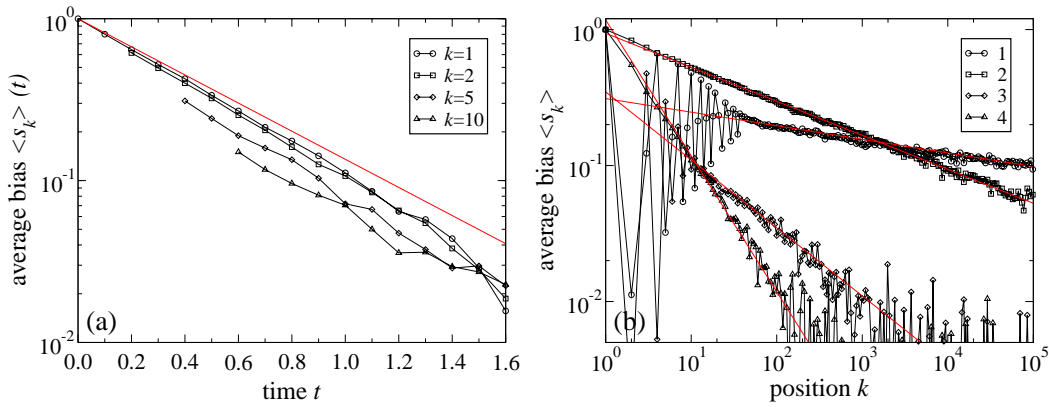 10^0
10^-1
10^-2
average bias <s_k> (t)
k=1
k=2
k=5
k=10
(a)
0.0 0.2 0.4 0.6 0.8 1.0 1.2 1.4 1.6
time t
10^0
10^-1
10^-2
average bias <s_k>
1
2
3
4
(b)
10^0 10^1 10^2 10^3 10^4 10^5
position k